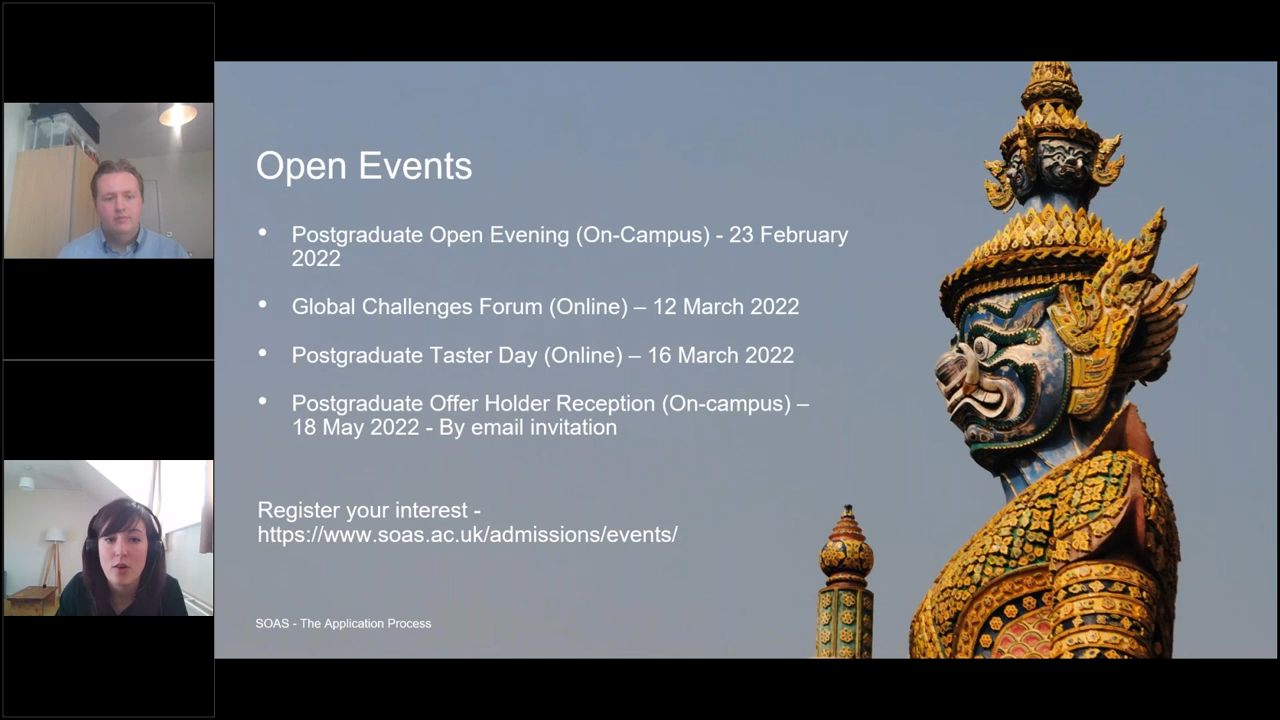 Open Events
• Postgraduate Open Evening (On-Campus) - 23 February
2022
• Global Challenges Forum (Online) – 12 March 2022
• Postgraduate Taster Day (Online) – 16 March 2022
• Postgraduate Offer Holder Reception (On-campus) –
18 May 2022 - By email invitation
Register your interest -
https://www.soas.ac.uk/admissions/events/
SOAS - The Application Process